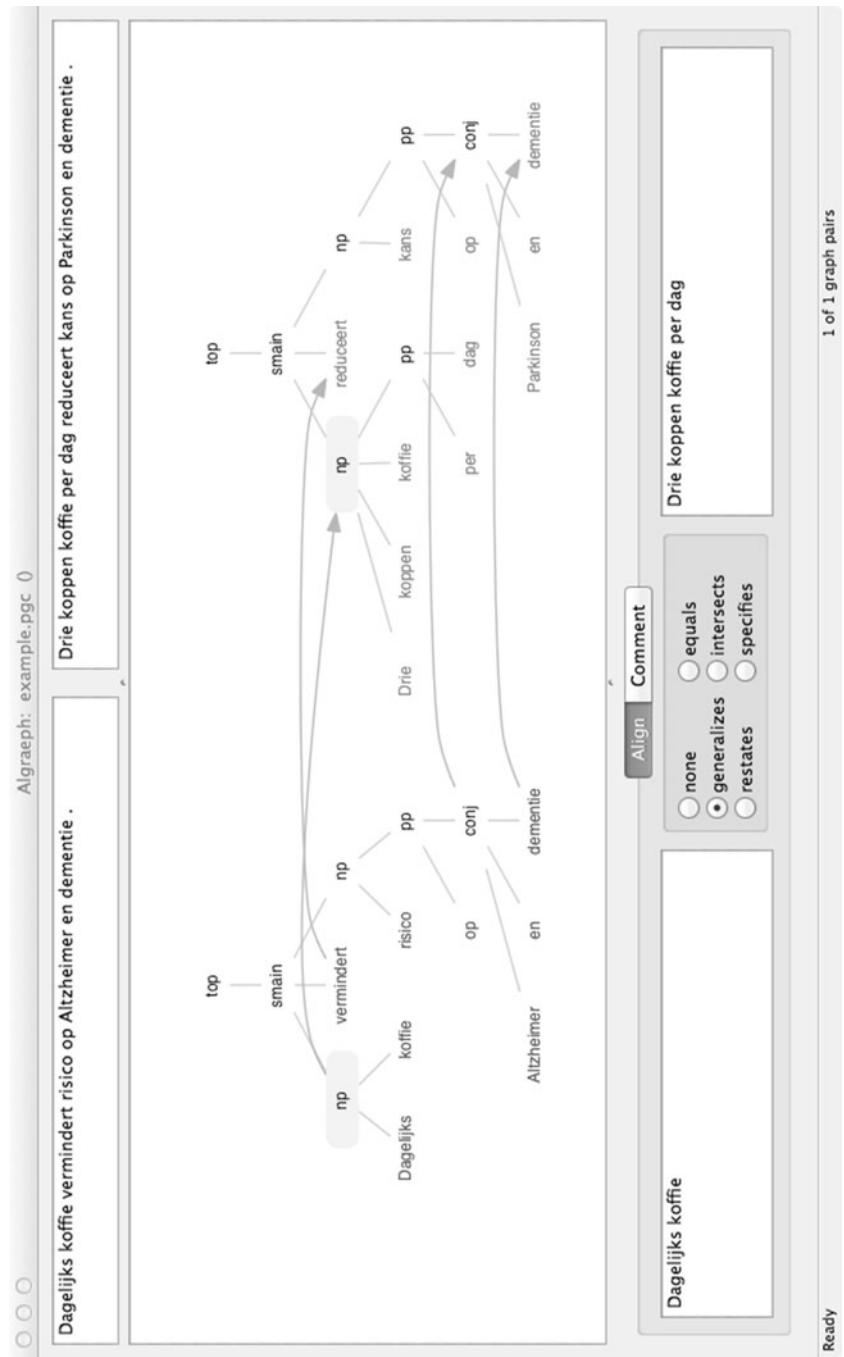 Algraeph: example.pgc ()
Dagelijks koffie vermindert risico op Altzheimer en dementie .
Drie koppen koffie per dag reduceert kans op Parkinson en dementie .
top top
smain smain
np vermindert np np reduceert np
Dagelijks koffie risico pp Drie koppen koffie pp kans pp
op conj per dag op conj
Altzheimer en dementie Parkinson en dementie
Align Comment
Dagelijks koffie
none equals
generalizes intersects
restates specifies
Drie koppen koffie per dag
Ready 1 of 1 graph pairs